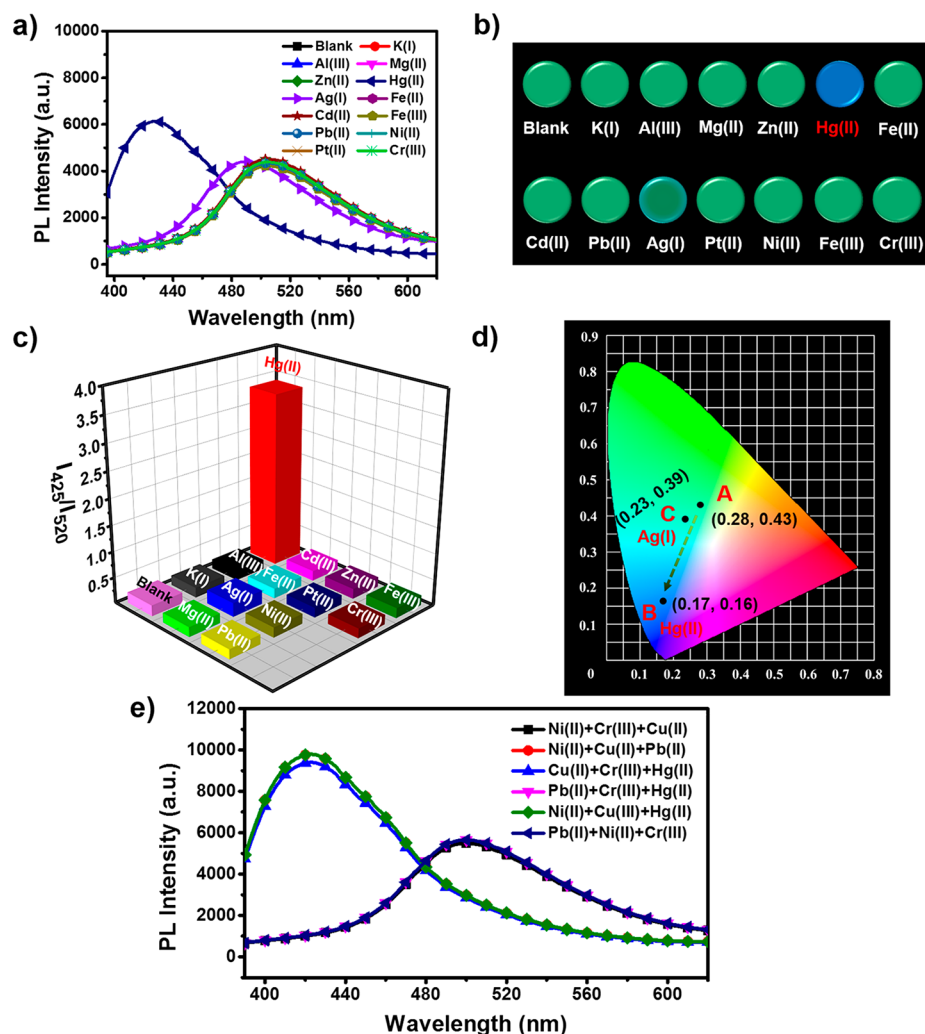 a)
10000
8000
6000
4000
2000
0
PL Intensity (a.u.)
Blank K(I)
Al(III) Mg(II)
Zn(II) Hg(II)
Ag(I) Fe(II)
Cd(II) Fe(III)
Pb(II) Ni(II)
Pt(II) Cr(III)
400 440 480 520 560 600
Wavelength (nm)
b)
Blank K(I) Al(III) Mg(II) Zn(II) Hg(II) Fe(II)
Cd(II) Pb(II) Ag(I) Pt(II) Ni(II) Fe(III) Cr(III)
c)
Hg(II)
4.0
3.5
3.0
2.5
2.0
1.5
1.0
0.5
I425/I520
Al(III) Cd(II)
K(I) Fe(II) Zn(II)
Blank Ag(I) Pt(II) Fe(III)
Mg(II) Ni(II) Cr(III)
Pb(II)
d)
0.9
0.8
0.7
0.6
0.5
0.4
0.3
0.2
0.1
0 0.1 0.2 0.3 0.4 0.5 0.6 0.7 0.8
(0.23, 0.39)
A
C
(0.28, 0.43)
Ag(I)
B
(0.17, 0.16)
Hg(II)
e)
12000
10000
8000
6000
4000
2000
0
PL Intensity (a.u.)
Ni(II)+Cr(III)+Cu(II)
Ni(II)+Cu(II)+Pb(II)
Cu(II)+Cr(III)+Hg(II)
Pb(II)+Cr(III)+Hg(II)
Ni(II)+Cu(III)+Hg(II)
Pb(II)+Ni(II)+Cr(III)
400 440 480 520 560 600
Wavelength (nm)